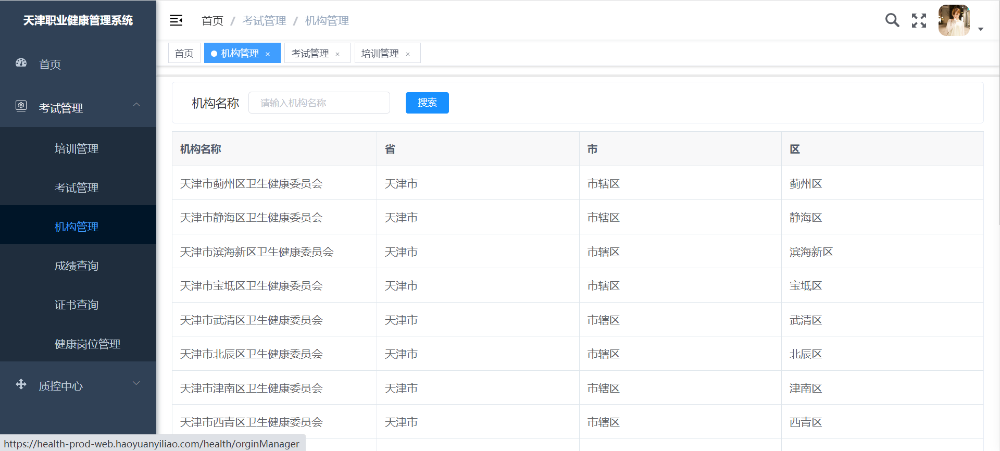 天津职业健康管理系统
首页
考试管理
培训管理
考试管理
机构管理
成绩查询
证书查询
健康岗位管理
质控中心
首页 / 考试管理 / 机构管理
首页 机构管理 × 考试管理 × 培训管理 ×
机构名称 请输入机构名称 搜索
机构名称 省 市 区
天津市蓟州区卫生健康委员会 天津市 市辖区 蓟州区
天津市静海区卫生健康委员会 天津市 市辖区 静海区
天津市滨海新区卫生健康委员会 天津市 市辖区 滨海新区
天津市宝坻区卫生健康委员会 天津市 市辖区 宝坻区
天津市武清区卫生健康委员会 天津市 市辖区 武清区
天津市北辰区卫生健康委员会 天津市 市辖区 北辰区
天津市津南区卫生健康委员会 天津市 市辖区 津南区
天津市西青区卫生健康委员会 天津市 市辖区 西青区
https://health-prod-web.haoyuanyiliao.com/health/orginManager